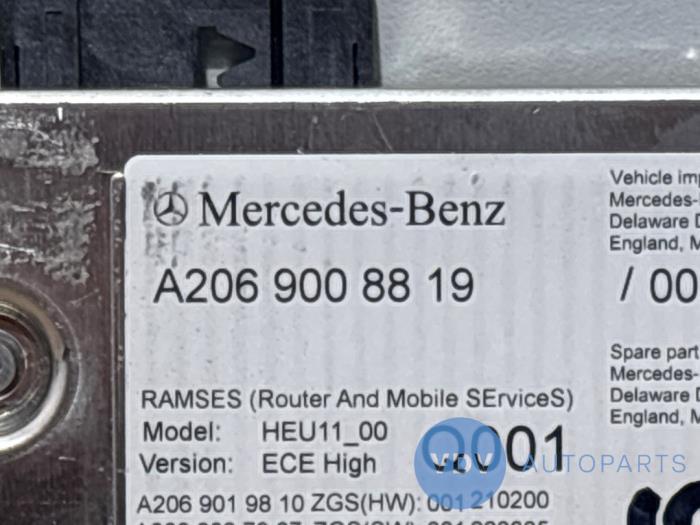 Mercedes-Benz
A206 900 88 19 / 00
Vehicle
Mercedes-
Delaware
England,
Spare part
Mercedes-
Delaware
England,
RAMSES (Router And Mobile SErviceS)
Model: HEU11_00
Version: ECE High
0001
VDV AUTOPARTS
A206 901 98 10 ZGS(HW): 001 210200